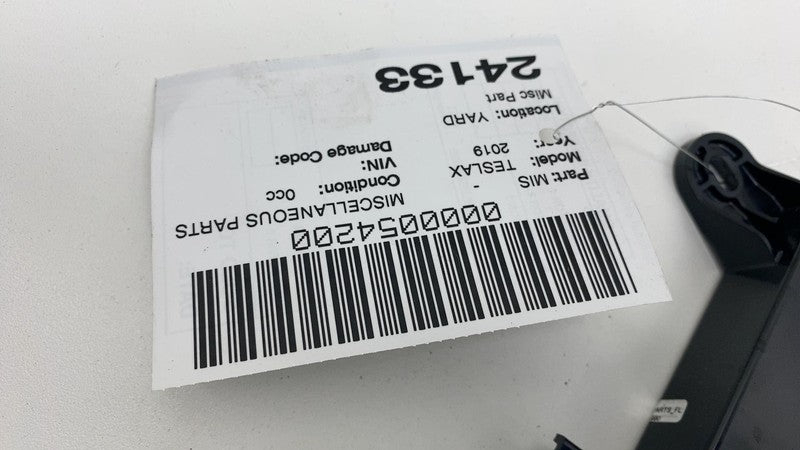 0000054200
MISCELLANEOUS PARTS
Part: MIS -
Model: TESLAX
Condition: 0cc
Year: 2019
VIN:
Damage Code:
Location: YARD
Misc Part
24133
ARTS_FL